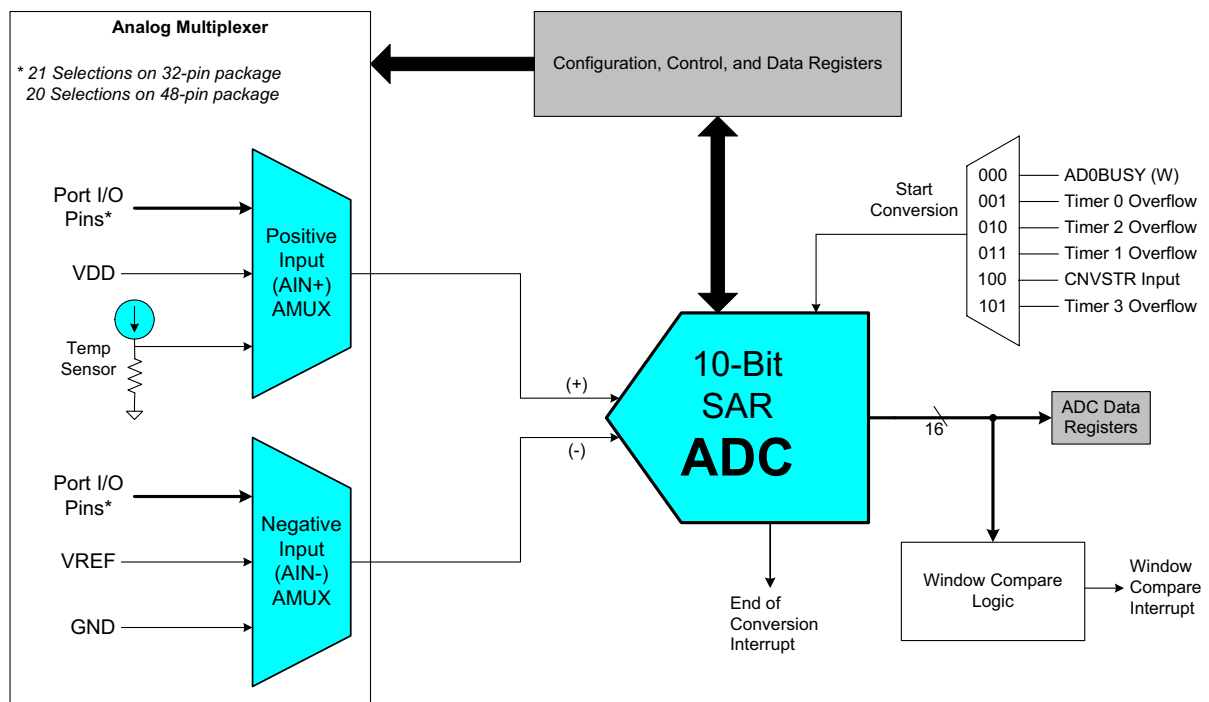 Analog Multiplexer
* 21 Selections on 32-pin package
20 Selections on 48-pin package
Port I/O
Pins*
VDD
Temp
Sensor
Positive
Input
(AIN+)
AMUX
Port I/O
Pins*
VREF
GND
Negative
Input
(AIN-)
AMUX
Configuration, Control, and Data Registers
Start
Conversion
000 AD0BUSY (W)
001 Timer 0 Overflow
010 Timer 2 Overflow
011 Timer 1 Overflow
100 CNVSTR Input
101 Timer 3 Overflow
(+)
(-)
10-Bit
SAR
ADC
16
ADC Data
Registers
End of
Conversion
Interrupt
Window Compare
Logic
Window
Compare
Interrupt